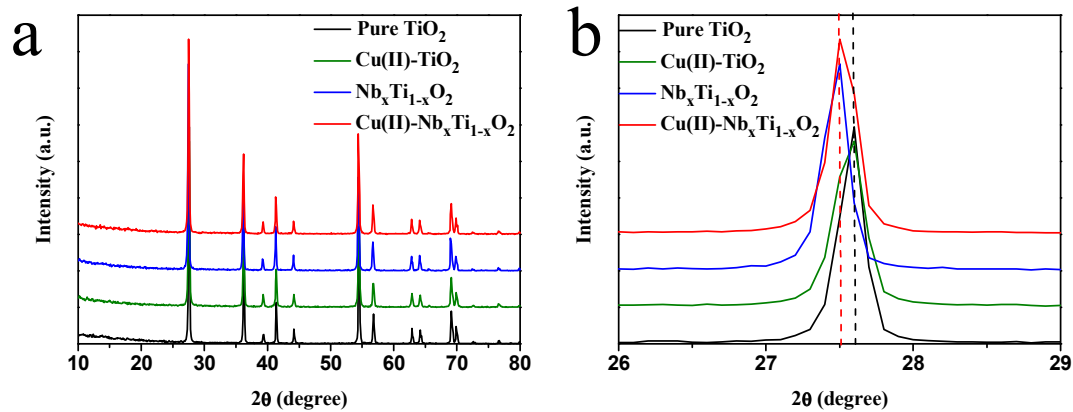 a
Pure TiO2
Cu(II)-TiO2
NbxTi1-xO2
Cu(II)-NbxTi1-xO2
Intensity (a.u.)
10 20 30 40 50 60 70 80
2θ (degree)
b
Pure TiO2
Cu(II)-TiO2
NbxTi1-xO2
Cu(II)-NbxTi1-xO2
Intensity (a.u.)
26 27 28 29
2θ (degree)